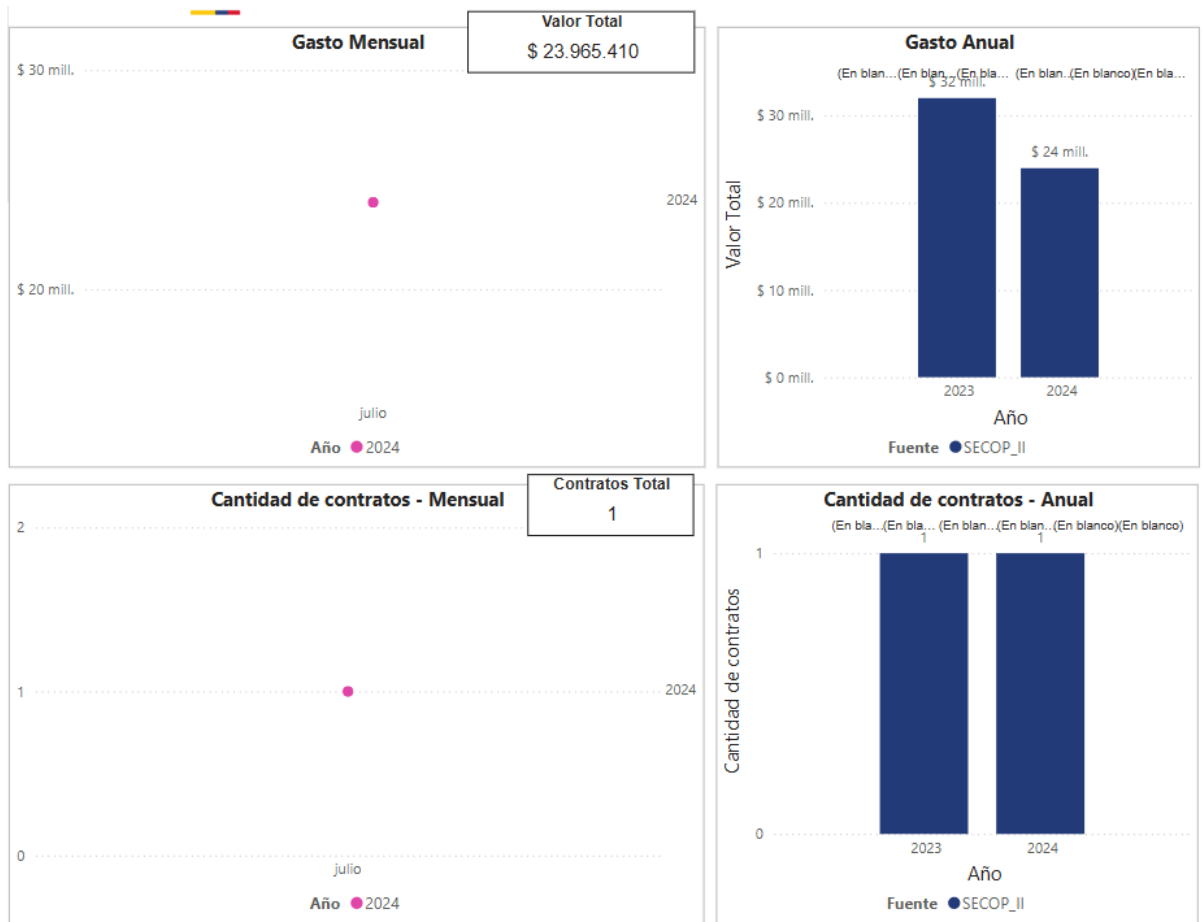 Gasto Mensual
Valor Total
$ 23.965.410
$ 30 mill.
2024
$ 20 mill.
julio
Año 2024
Gasto Anual
(En blan... (En blan... (En bla... (En blan... (En blanco) (En bla...
$ 32 mill.
$ 30 mill.
$ 24 mill.
$ 20 mill.
$ 10 mill.
$ 0 mill.
Valor Total
2023 2024
Año
Fuente SECOP_II
Cantidad de contratos - Mensual
Contratos Total
1
2
1
2024
0
julio
Año 2024
Cantidad de contratos - Anual
(En bla... (En bla... (En blan... (En blan... (En blanco) (En blanco)
1 1
1
Cantidad de contratos
0
2023 2024
Año
Fuente SECOP_II